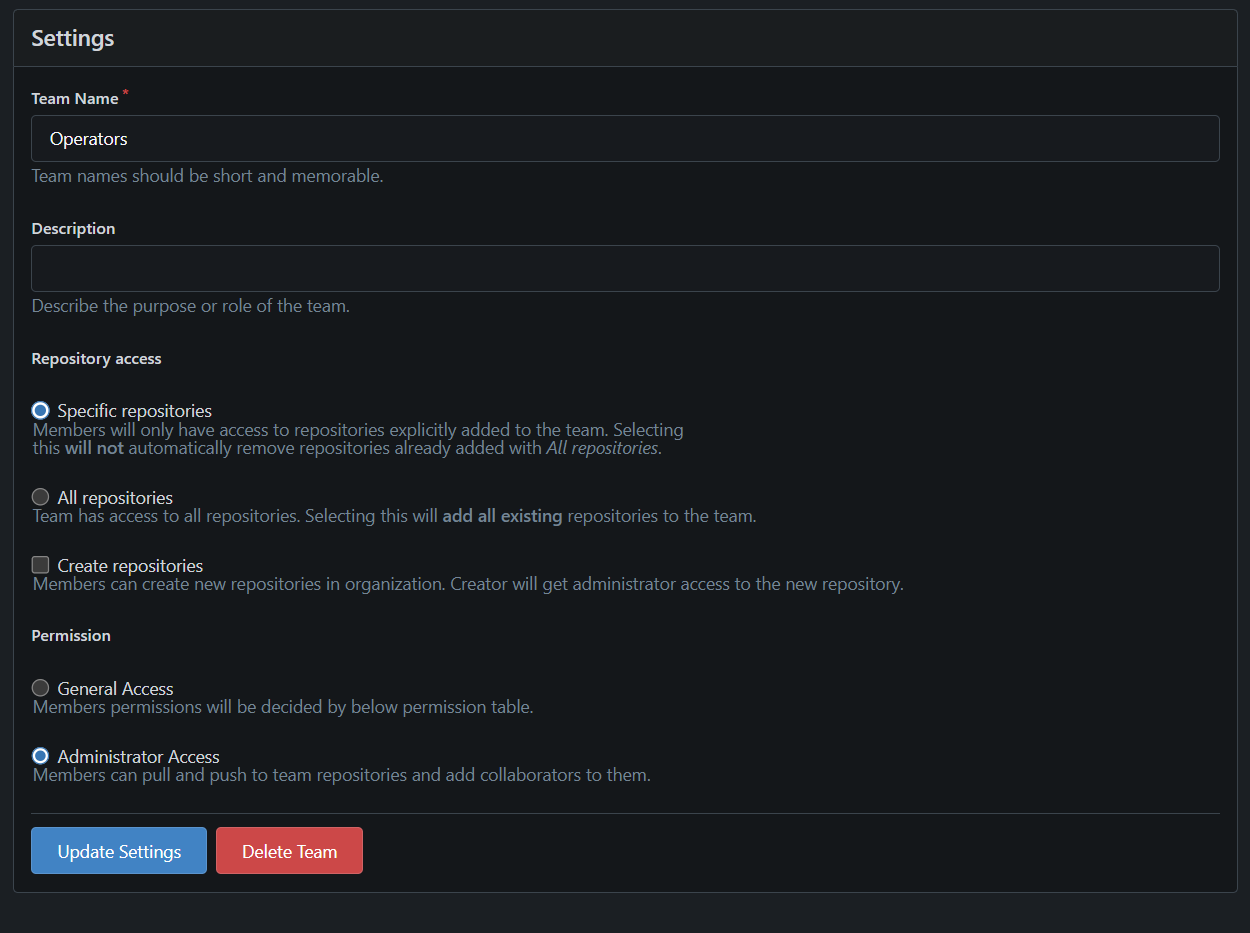 Settings
Team Name *
Operators
Team names should be short and memorable.
Description
Describe the purpose or role of the team.
Repository access
Specific repositories
Members will only have access to repositories explicitly added to the team. Selecting
this will not automatically remove repositories already added with All repositories.
All repositories
Team has access to all repositories. Selecting this will add all existing repositories to the team.
Create repositories
Members can create new repositories in organization. Creator will get administrator access to the new repository.
Permission
General Access
Members permissions will be decided by below permission table.
Administrator Access
Members can pull and push to team repositories and add collaborators to them.
Update Settings Delete Team